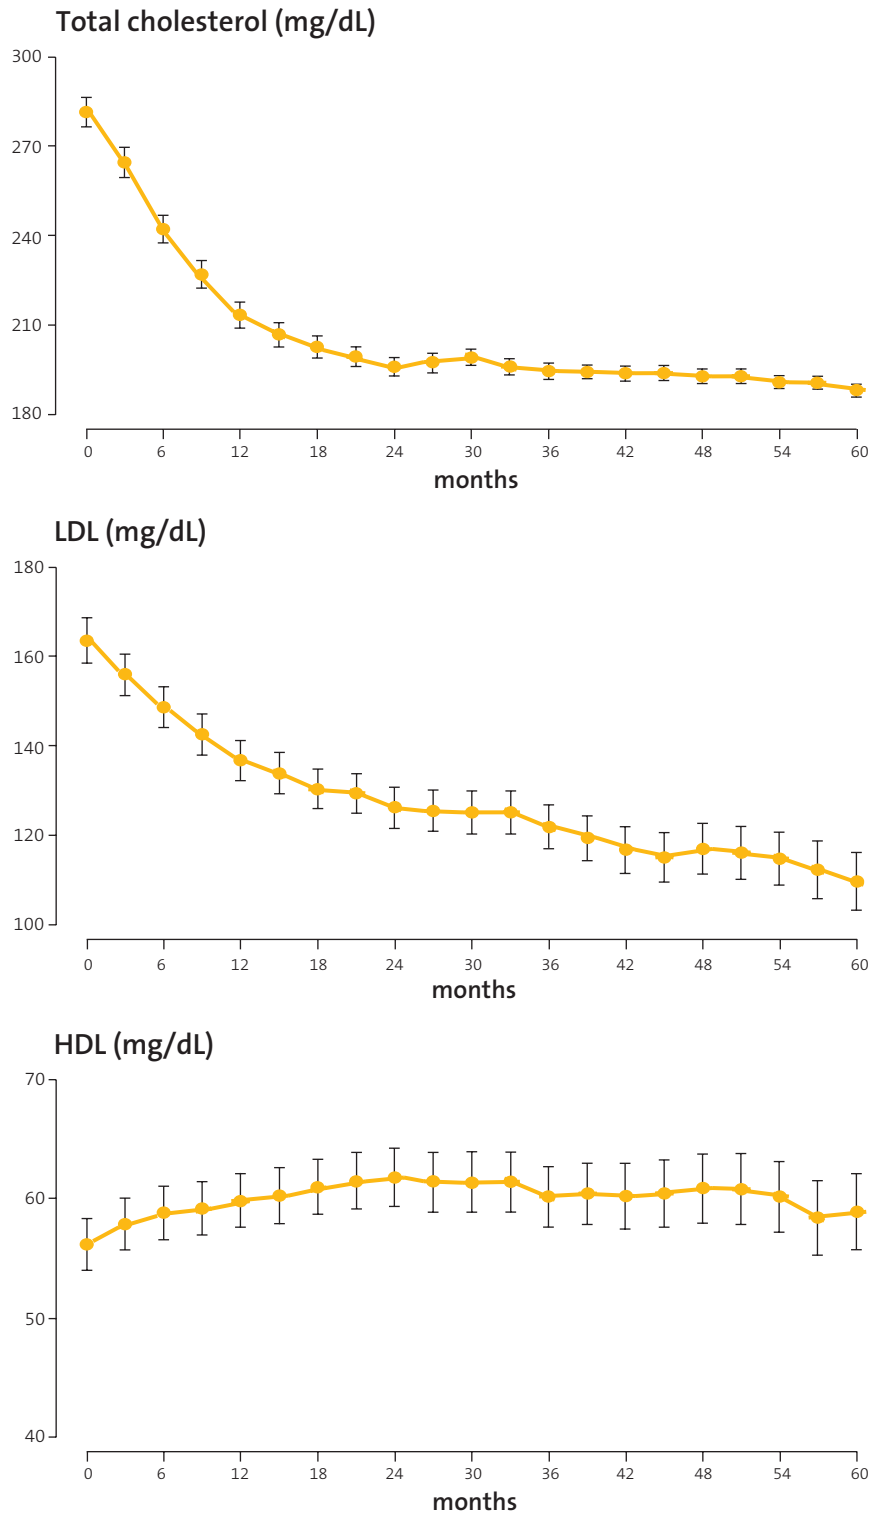 Total cholesterol (mg/dL)
300
270
240
210
180
0 6 12 18 24 30 36 42 48 54 60
months
LDL (mg/dL)
180
160
140
120
100
0 6 12 18 24 30 36 42 48 54 60
months
HDL (mg/dL)
70
60
50
40
0 6 12 18 24 30 36 42 48 54 60
months